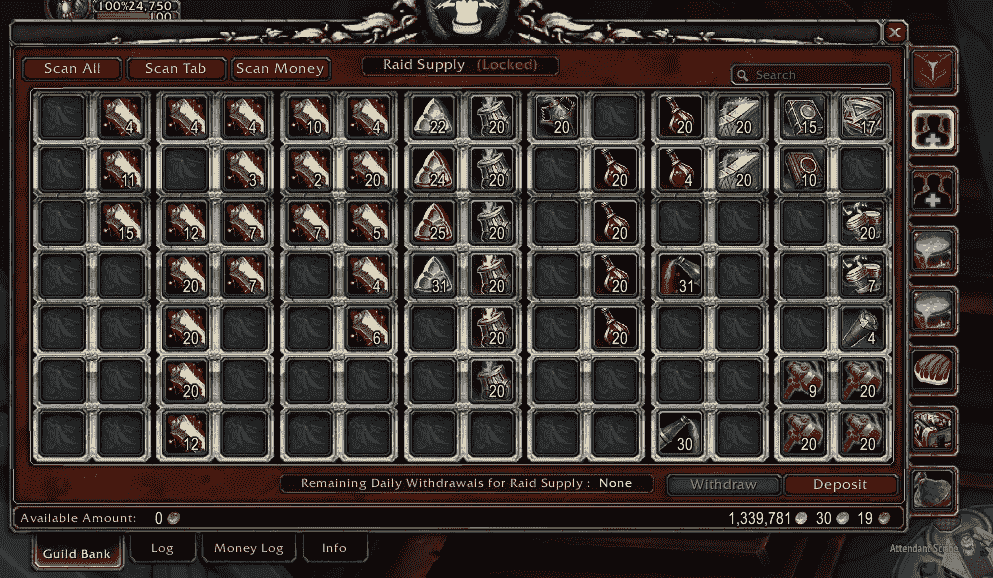 100%24,750
100
Scan All Scan Tab Scan Money Raid Supply (Locked) Search
4 4 4 10 4 22 20 20 20 20 15 17
11 3 2 20 24 20 20 4 20 10
15 12 7 7 5 25 20 20 20
20 7 4 31 20 20 31 7
20 6 20 20 4
20 20 9 20
12 30 20 20
Remaining Daily Withdrawals for Raid Supply : None Withdraw Deposit
Available Amount: 0 1,339,781 30 19
Guild Bank Log Money Log Info
Attendant Scribe